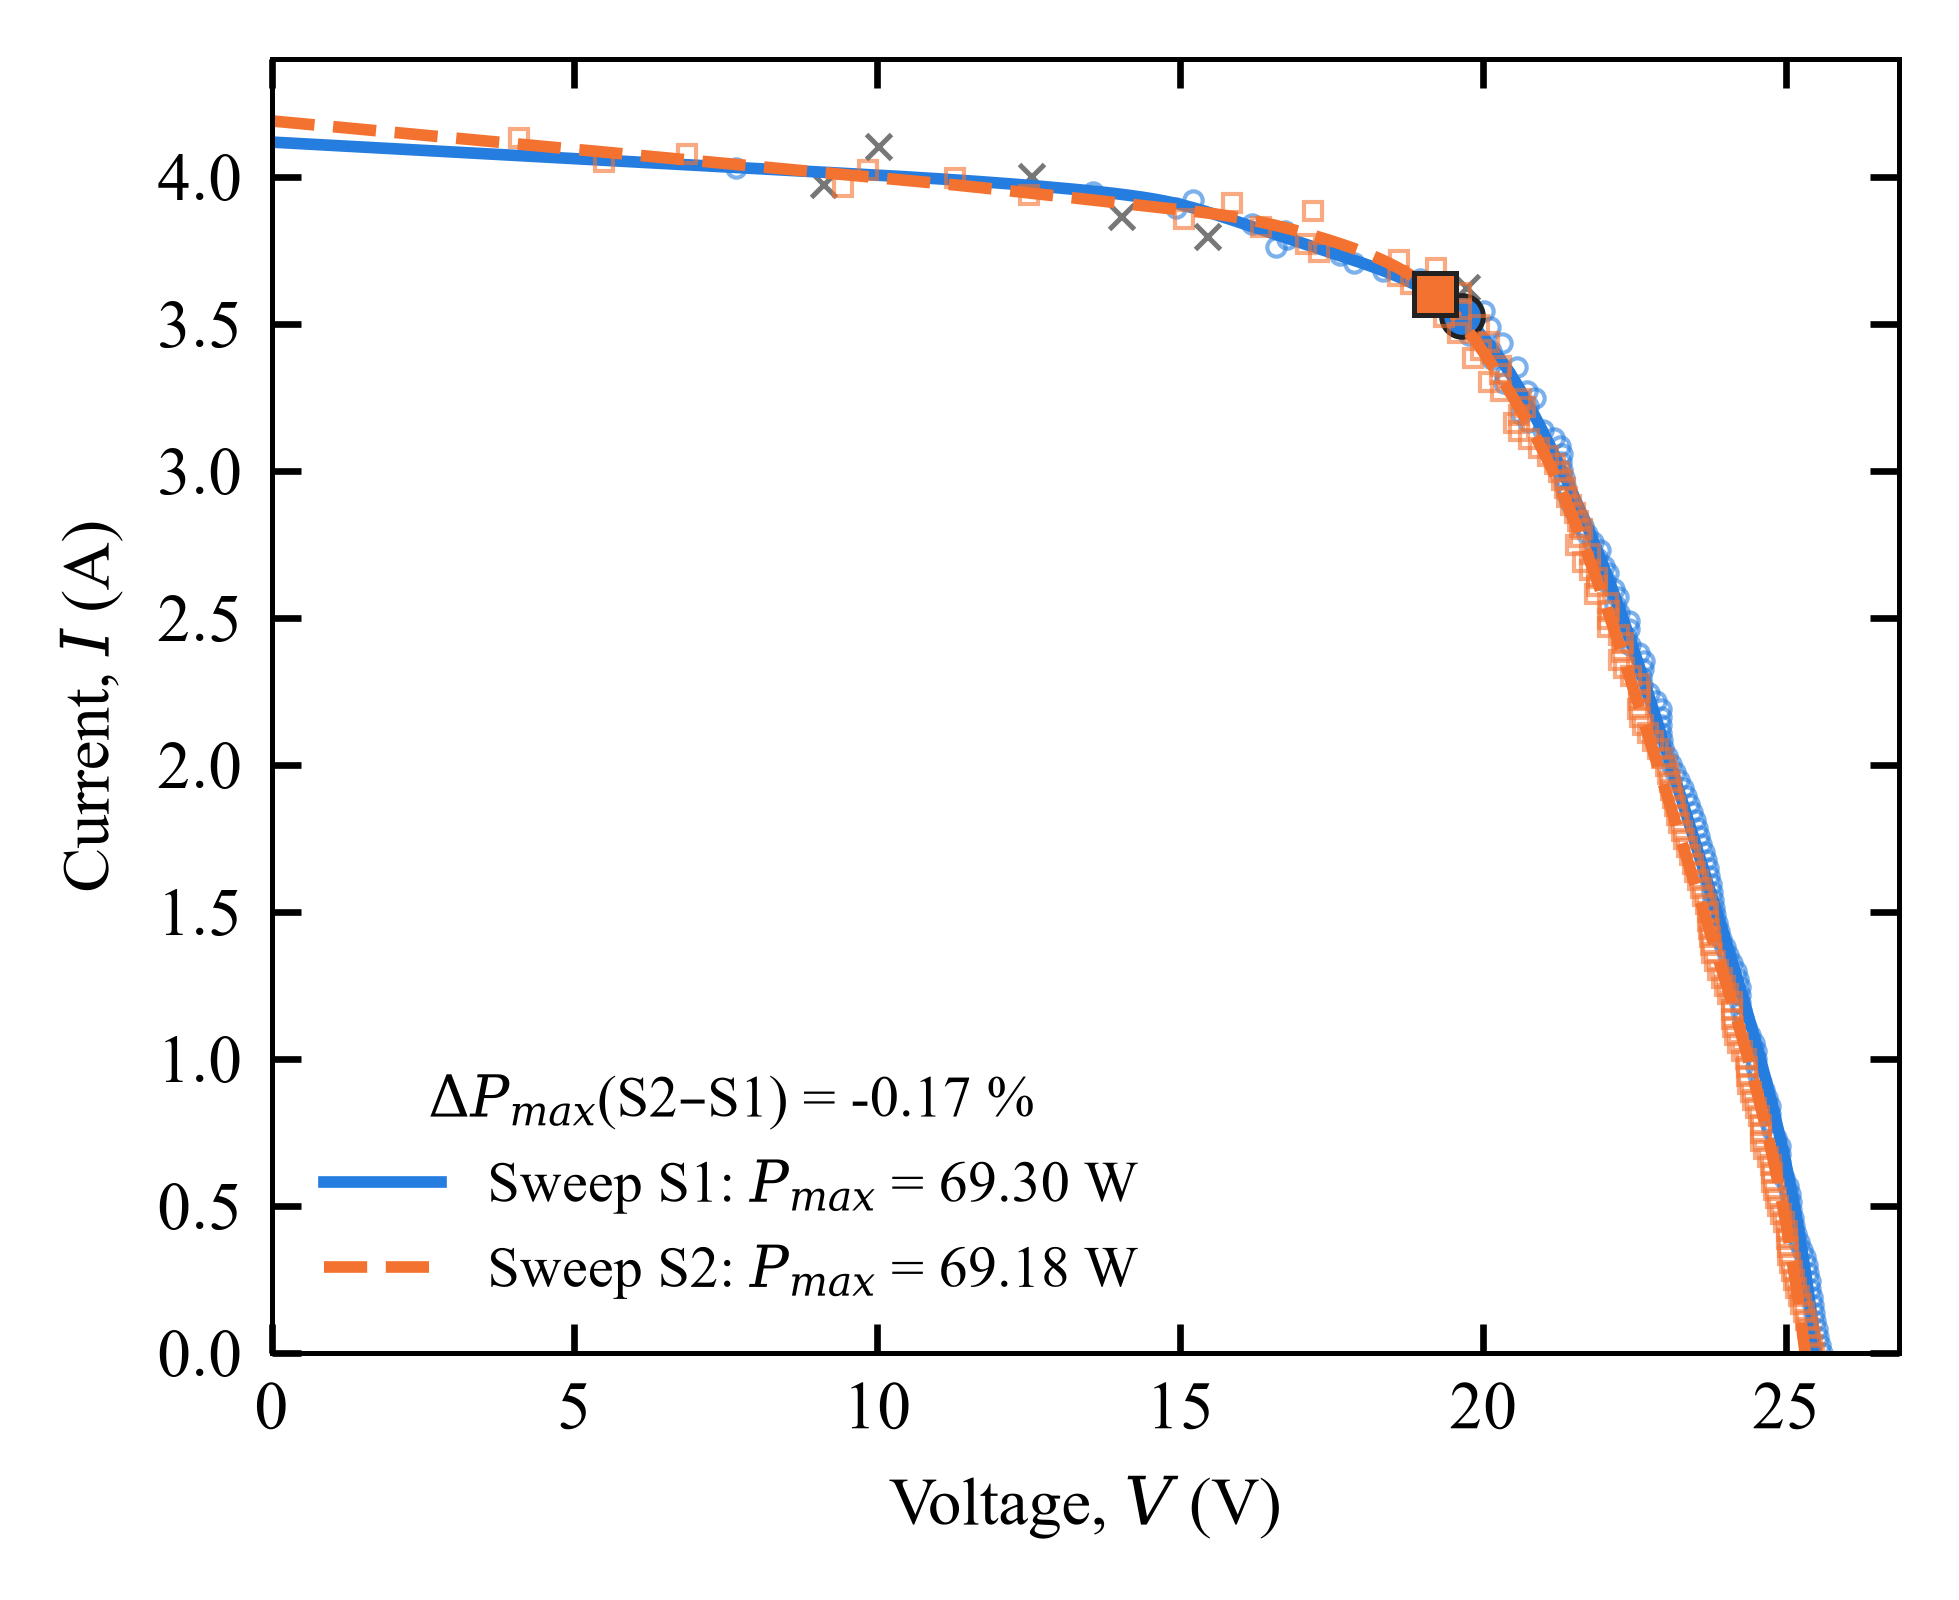 4.0
3.5
3.0
2.5
2.0
1.5
1.0
0.5
0.0
Current, I (A)
ΔPmax(S2–S1) = -0.17 %
Sweep S1: Pmax = 69.30 W
Sweep S2: Pmax = 69.18 W
0 5 10 15 20 25
Voltage, V (V)